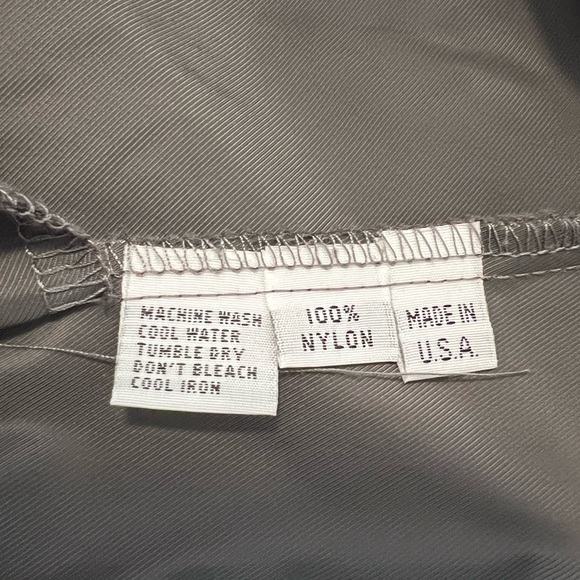 MACHINE WASH
COOL WATER
TUMBLE DRY
DON'T BLEACH
COOL IRON
100%
NYLON
MADE IN
U.S.A.